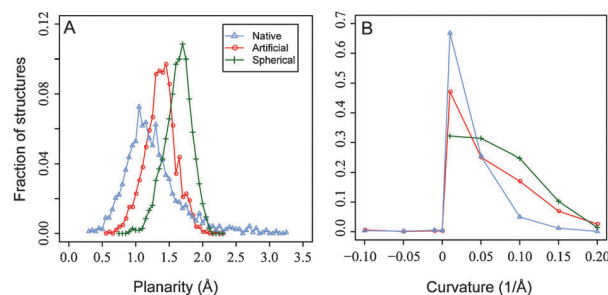 A
Native
Artificial
Spherical
Fraction of structures
0.12
0.08
0.04
0.00
0.0 0.5 1.0 1.5 2.0 2.5 3.0 3.5
Planarity (Å)
B
0.7
0.6
0.5
0.4
0.3
0.2
0.1
0.0
−0.10 −0.05 0 0.05 0.10 0.15 0.20
Curvature (1/Å)